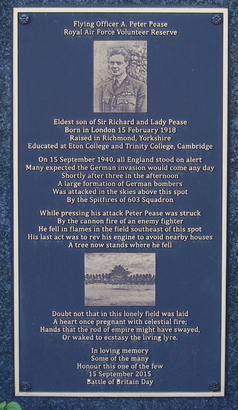 Flying Officer A. Peter Pease
Royal Air Force Volunteer Reserve
Eldest son of Sir Richard and Lady Pease
Born in London 15 February 1918
Raised in Richmond, Yorkshire
Educated at Eton College and Trinity College, Cambridge
On 15 September 1940, all England stood on alert
Many expected the German invasion would come any day
Shortly after three in the afternoon
A large formation of German bombers
Was attacked in the skies above this spot
By the Spitfires of 603 Squadron
While pressing his attack Peter Pease was struck
By the cannon fire of an enemy fighter
He fell in flames in the field southeast of this spot
His last act was to rev his engine to avoid nearby houses
A tree now stands where he fell
Doubt not that in this lonely field was laid
A heart once pregnant with celestial fire;
Hands that the rod of empire might have swayed,
Or waked to ecstasy the living lyre.
In loving memory
Some of the many
Honour this one of the few
15 September 2015
Battle of Britain Day